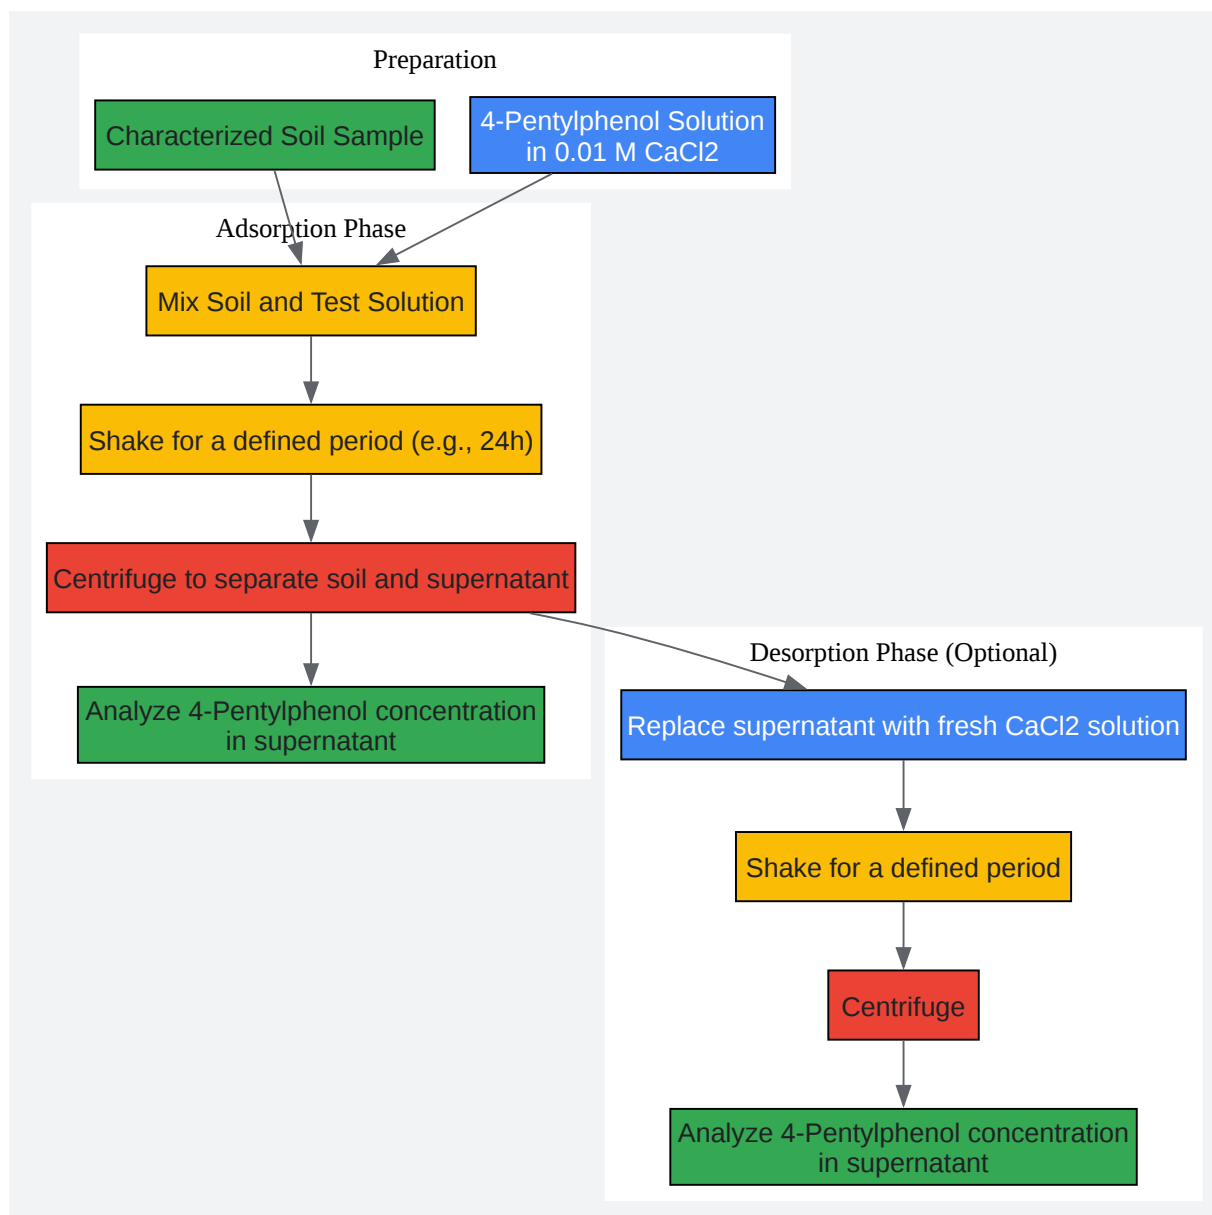 Preparation
Characterized Soil Sample
4-Pentylphenol Solution
in 0.01 M CaCl2
Adsorption Phase
Mix Soil and Test Solution
Shake for a defined period (e.g., 24h)
Centrifuge to separate soil and supernatant
Analyze 4-Pentylphenol concentration
in supernatant
Desorption Phase (Optional)
Replace supernatant with fresh CaCl2 solution
Shake for a defined period
Centrifuge
Analyze 4-Pentylphenol concentration
in supernatant